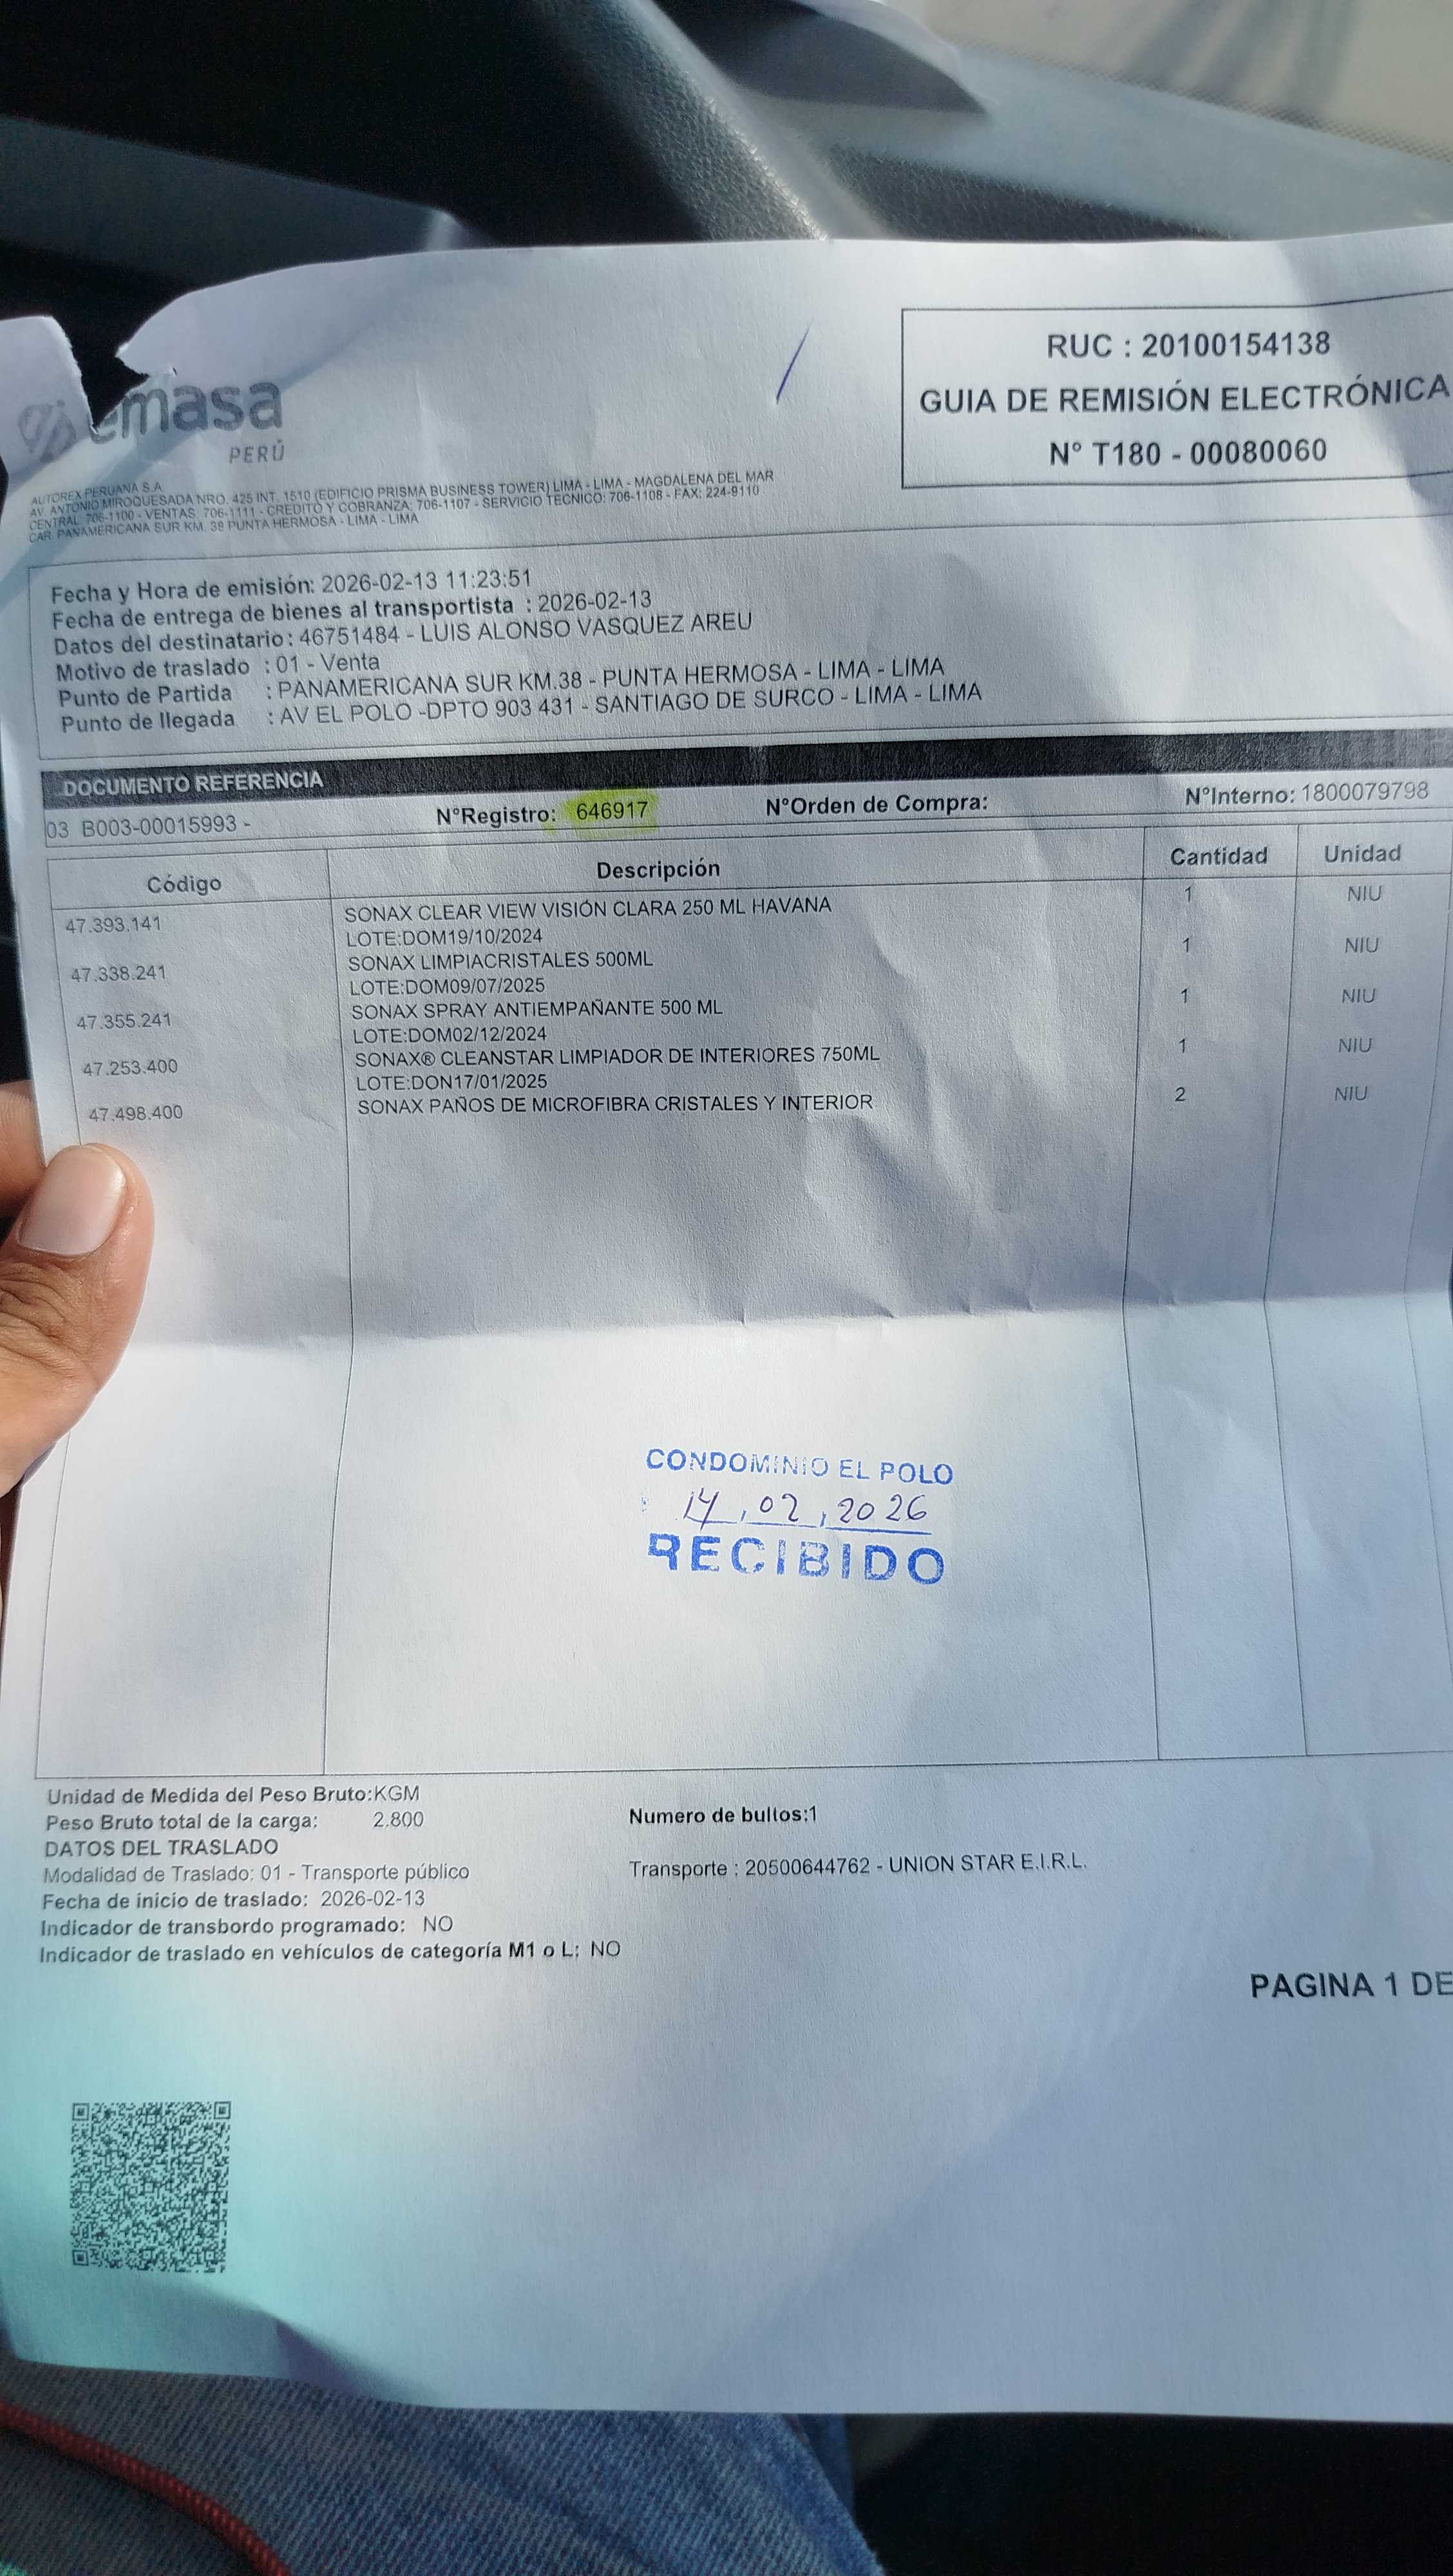 emasa
PERÚ
RUC : 20100154138
GUIA DE REMISIÓN ELECTRÓNICA
N° T180 - 00080060
AUTOREX PERUANA S.A.
AV. ANTONIO MIROQUESADA NRO. 425 INT. 1510 (EDIFICIO PRISMA BUSINESS TOWER) LIMA - LIMA - MAGDALENA DEL MAR
CENTRAL: 706-1100 - VENTAS: 706-1111 - CREDITO Y COBRANZA: 706-1107 - SERVICIO TECNICO: 706-1108 - FAX: 224-9110
CAR. PANAMERICANA SUR KM. 38 PUNTA HERMOSA - LIMA - LIMA
Fecha y Hora de emisión: 2026-02-13 11:23:51
Fecha de entrega de bienes al transportista : 2026-02-13
Datos del destinatario : 46751484 - LUIS ALONSO VASQUEZ AREU
Motivo de traslado : 01 - Venta
Punto de Partida : PANAMERICANA SUR KM.38 - PUNTA HERMOSA - LIMA - LIMA
Punto de llegada : AV EL POLO -DPTO 903 431 - SANTIAGO DE SURCO - LIMA - LIMA
DOCUMENTO REFERENCIA
03 B003-00015993 - N°Registro: 646917 N°Orden de Compra: N°Interno: 1800079798
Código Descripción Cantidad Unidad
47.393.141 SONAX CLEAR VIEW VISIÓN CLARA 250 ML HAVANA 1 NIU
LOTE:DOM19/10/2024
47.338.241 SONAX LIMPIACRISTALES 500ML 1 NIU
LOTE:DOM09/07/2025
47.355.241 SONAX SPRAY ANTIEMPAÑANTE 500 ML 1 NIU
LOTE:DOM02/12/2024
47.253.400 SONAX® CLEANSTAR LIMPIADOR DE INTERIORES 750ML 1 NIU
LOTE:DON17/01/2025
47.498.400 SONAX PAÑOS DE MICROFIBRA CRISTALES Y INTERIOR 2 NIU
CONDOMINIO EL POLO
14 , 02 , 2026
RECIBIDO
Unidad de Medida del Peso Bruto:KGM
Peso Bruto total de la carga: 2.800 Numero de bultos:1
DATOS DEL TRASLADO
Modalidad de Traslado: 01 - Transporte público Transporte : 20500644762 - UNION STAR E.I.R.L.
Fecha de inicio de traslado: 2026-02-13
Indicador de transbordo programado: NO
Indicador de traslado en vehículos de categoría M1 o L: NO
PAGINA 1 DE